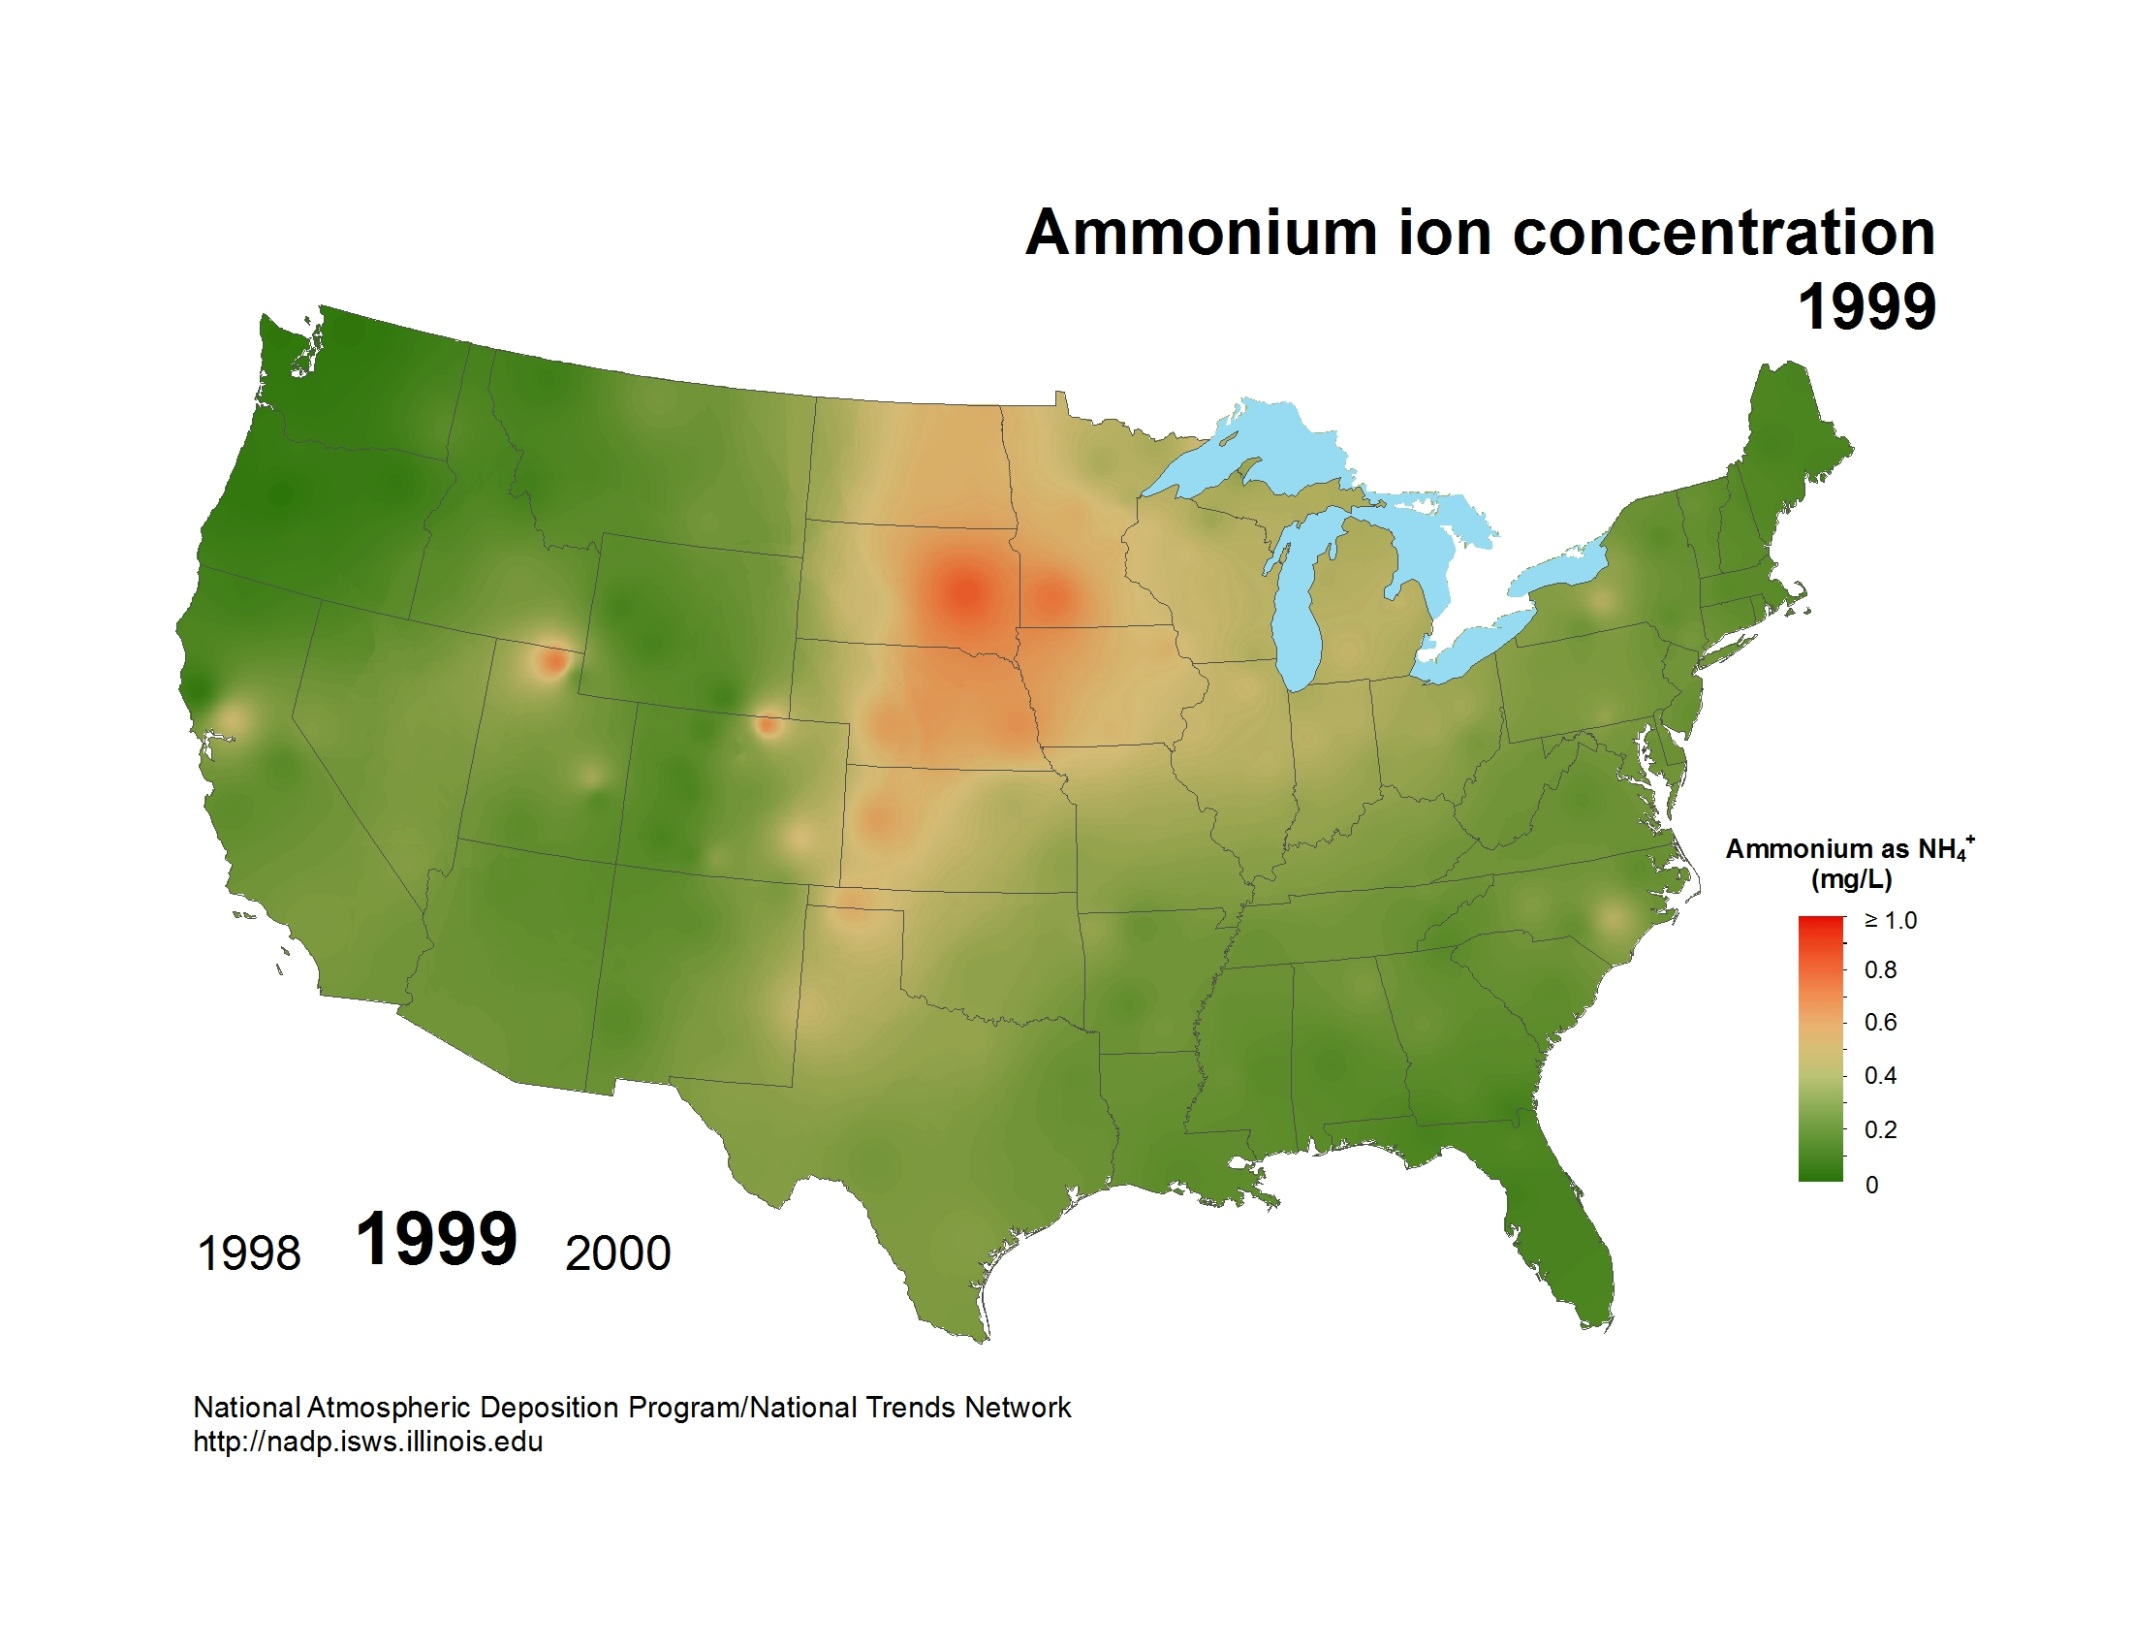 Ammonium ion concentration
1999
Ammonium as NH₄⁺
(mg/L)
≥ 1.0
0.8
0.6
0.4
0.2
0
1998 1999 2000
National Atmospheric Deposition Program/National Trends Network
http://nadp.isws.illinois.edu